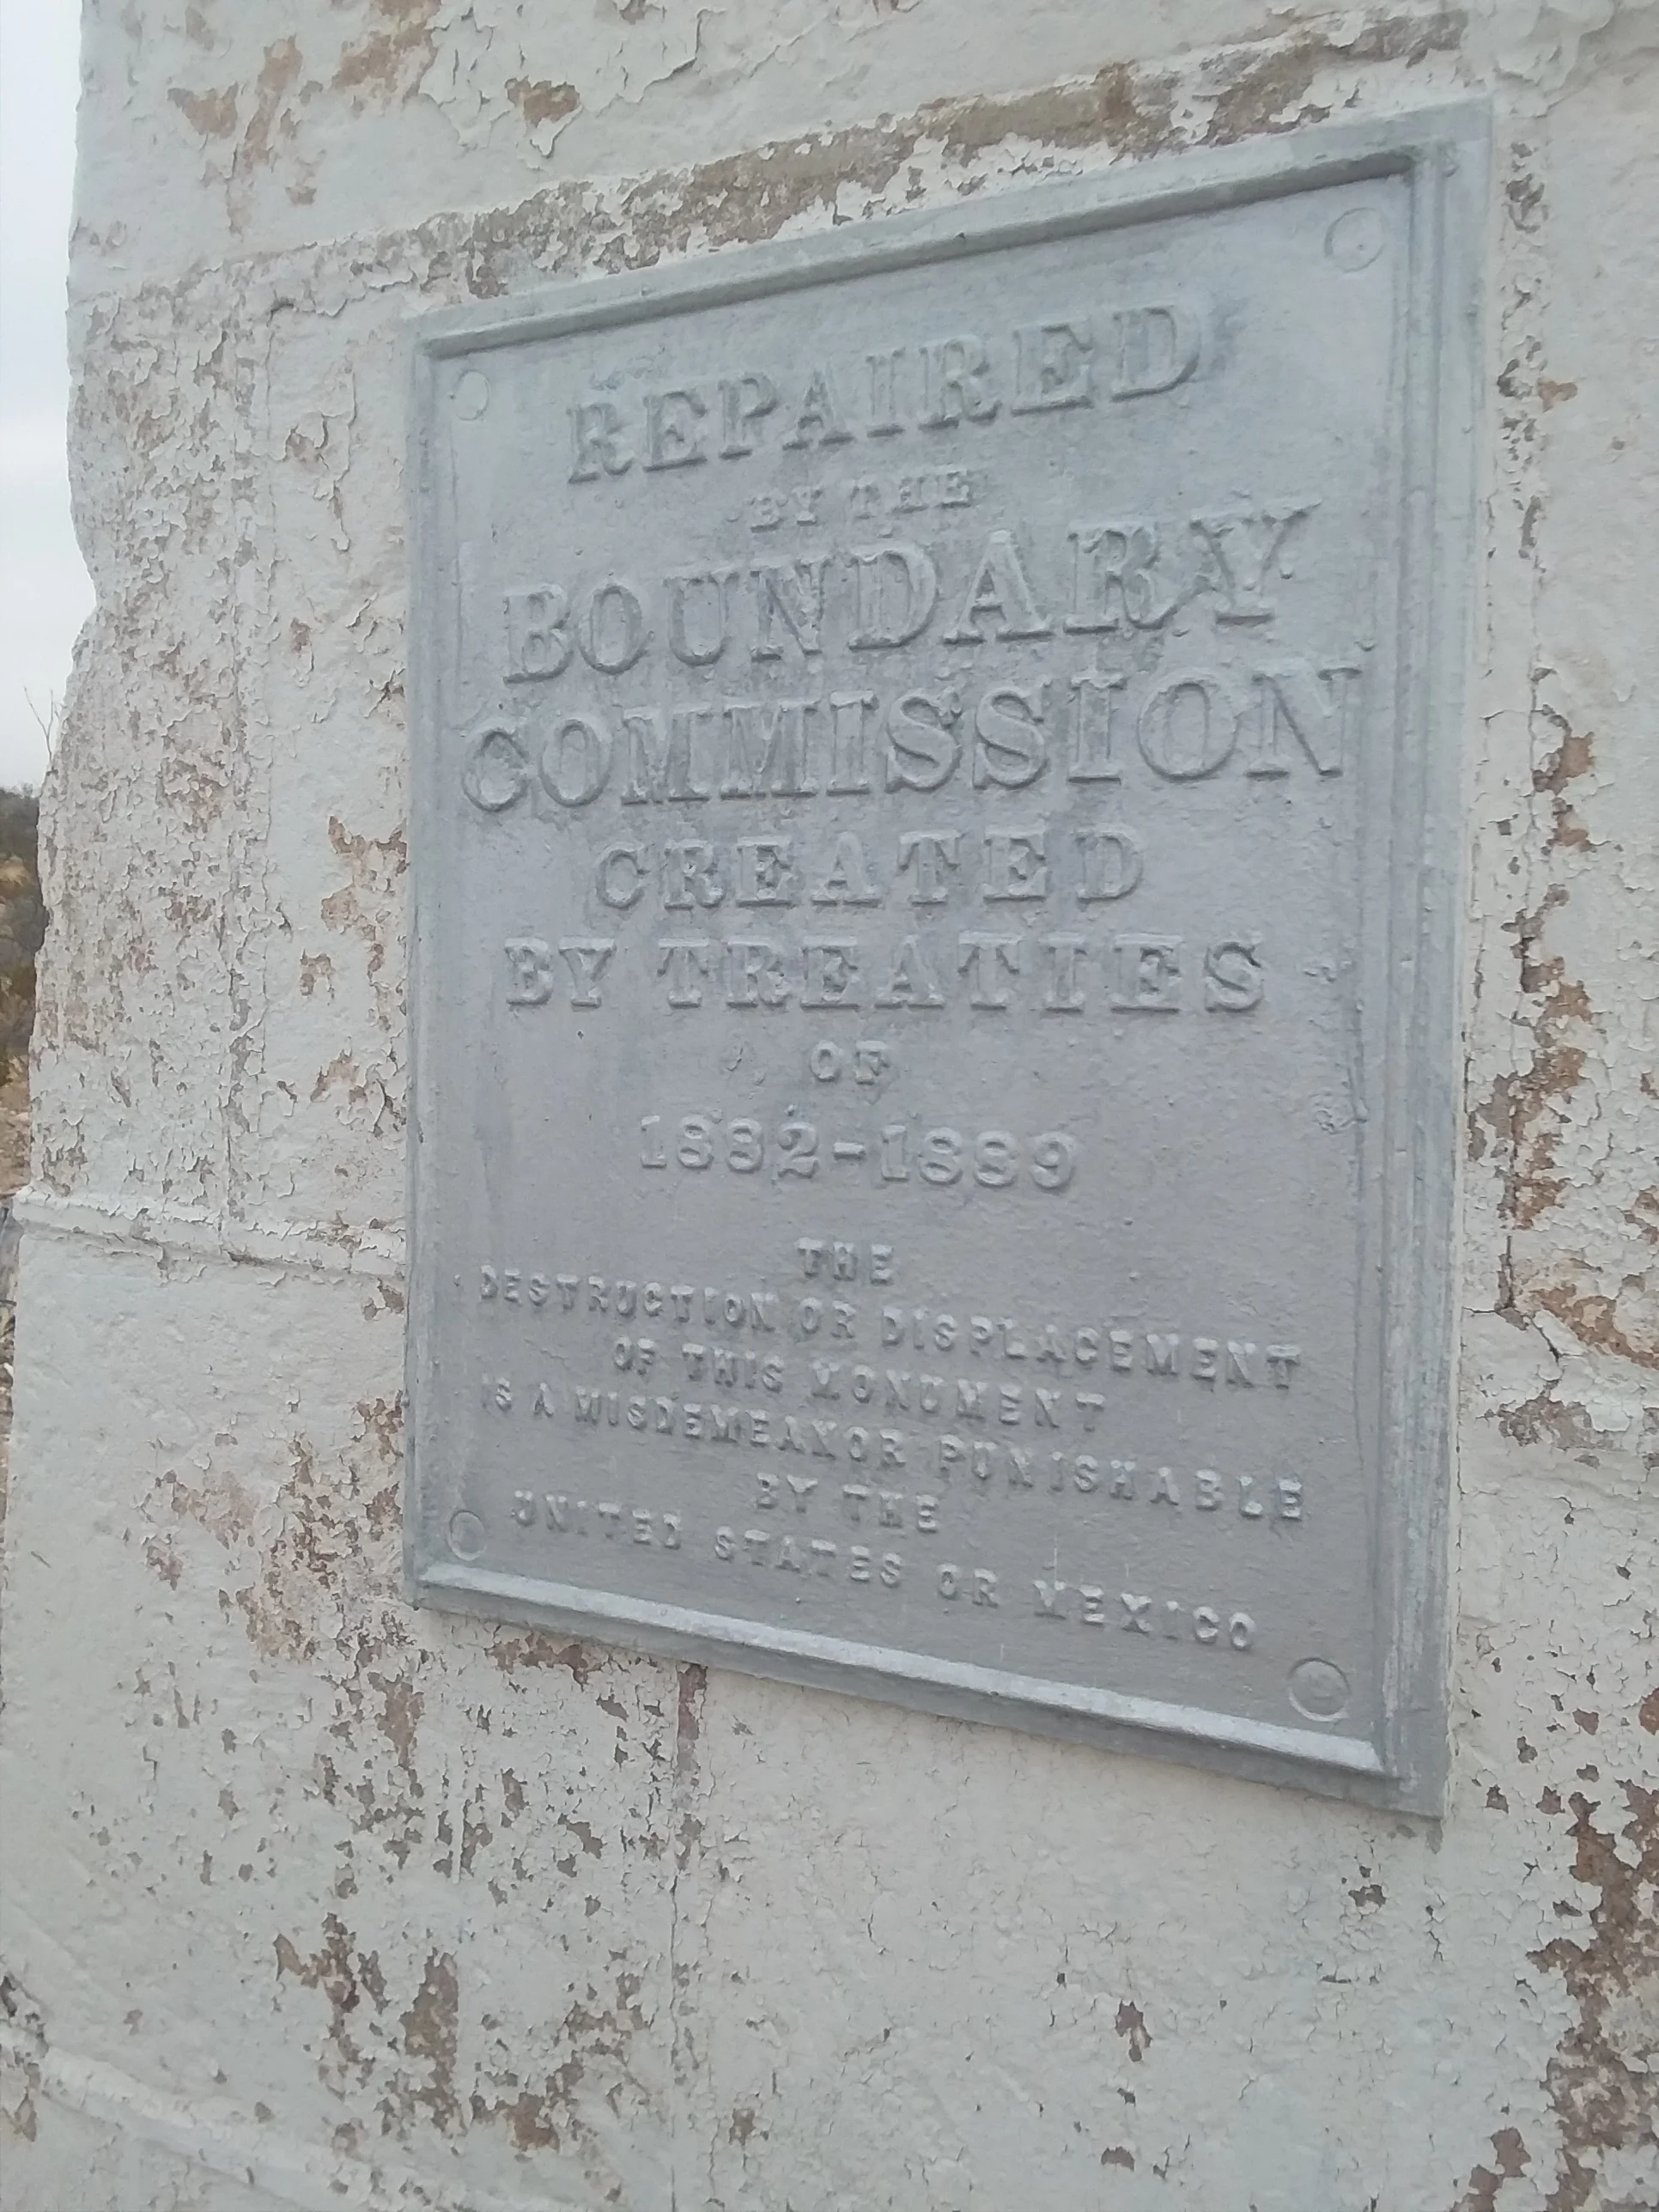 REPAIRED
BY THE
BOUNDARY
COMMISSION
CREATED
BY TREATIES
OF
1882-1889
THE
DESTRUCTION OR DISPLACEMENT
OF THIS MONUMENT
IS A MISDEMEANOR PUNISHABLE
BY THE
UNITED STATES OR MEXICO